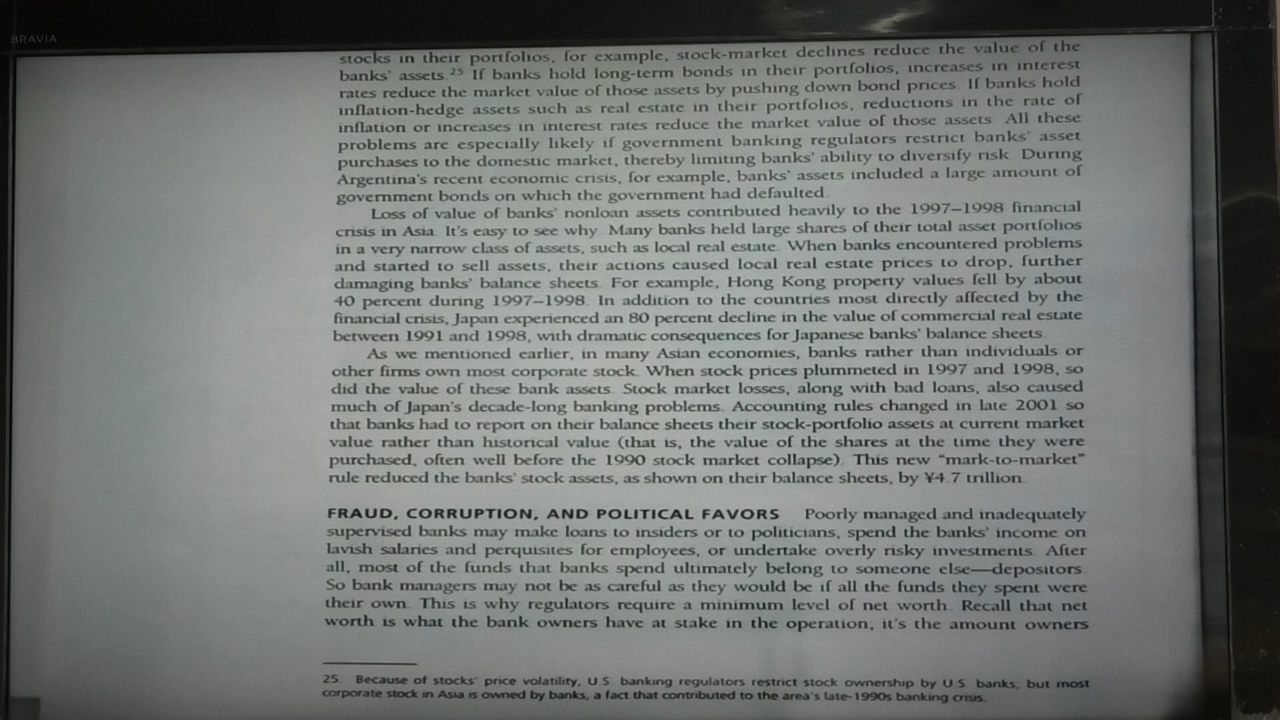 BRAVIA
stocks in their portfolios, for example, stock-market declines reduce the value of the
banks' assets.25 If banks hold long-term bonds in their portfolios, increases in interest
rates reduce the market value of those assets by pushing down bond prices. If banks hold
inflation-hedge assets such as real estate in their portfolios, reductions in the rate of
inflation or increases in interest rates reduce the market value of those assets. All these
problems are especially likely if government banking regulators restrict banks' asset
purchases to the domestic market, thereby limiting banks' ability to diversify risk. During
Argentina's recent economic crisis, for example, banks' assets included a large amount of
government bonds on which the government had defaulted.
Loss of value of banks' nonloan assets contributed heavily to the 1997–1998 financial
crisis in Asia. It's easy to see why. Many banks held large shares of their total asset portfolios
in a very narrow class of assets, such as local real estate. When banks encountered problems
and started to sell assets, their actions caused local real estate prices to drop, further
damaging banks' balance sheets. For example, Hong Kong property values fell by about
40 percent during 1997–1998. In addition to the countries most directly affected by the
financial crisis, Japan experienced an 80 percent decline in the value of commercial real estate
between 1991 and 1998, with dramatic consequences for Japanese banks' balance sheets.
As we mentioned earlier, in many Asian economies, banks rather than individuals or
other firms own most corporate stock. When stock prices plummeted in 1997 and 1998, so
did the value of these bank assets. Stock market losses, along with bad loans, also caused
much of Japan's decade-long banking problems. Accounting rules changed in late 2001 so
that banks had to report on their balance sheets their stock-portfolio assets at current market
value rather than historical value (that is, the value of the shares at the time they were
purchased, often well before the 1990 stock market collapse). This new "mark-to-market"
rule reduced the banks' stock assets, as shown on their balance sheets, by ¥4.7 trillion.
FRAUD, CORRUPTION, AND POLITICAL FAVORS Poorly managed and inadequately
supervised banks may make loans to insiders or to politicians, spend the banks' income on
lavish salaries and perquisites for employees, or undertake overly risky investments. After
all, most of the funds that banks spend ultimately belong to someone else—depositors.
So bank managers may not be as careful as they would be if all the funds they spent were
their own. This is why regulators require a minimum level of net worth. Recall that net
worth is what the bank owners have at stake in the operation; it's the amount owners
25. Because of stocks' price volatility, U.S. banking regulators restrict stock ownership by U.S. banks; but most
corporate stock in Asia is owned by banks, a fact that contributed to the area's late-1990s banking crisis.